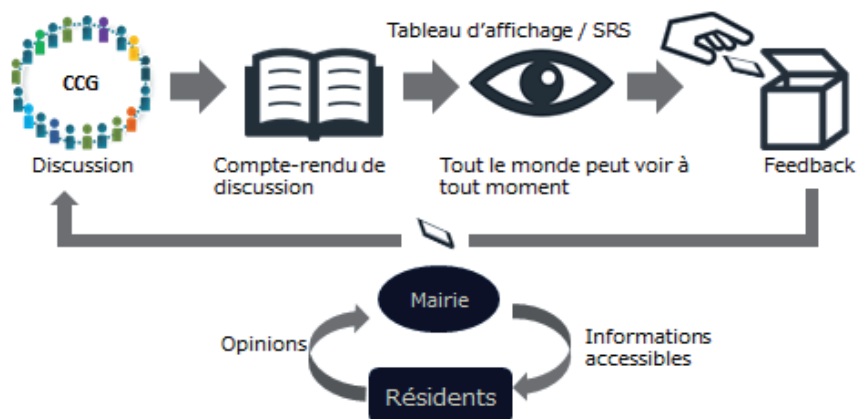 Tableau d'affichage / SRS
CCG
Discussion
Compte-rendu de
discussion
Tout le monde peut voir à
tout moment
Feedback
Mairie
Opinions
Informations
accessibles
Résidents